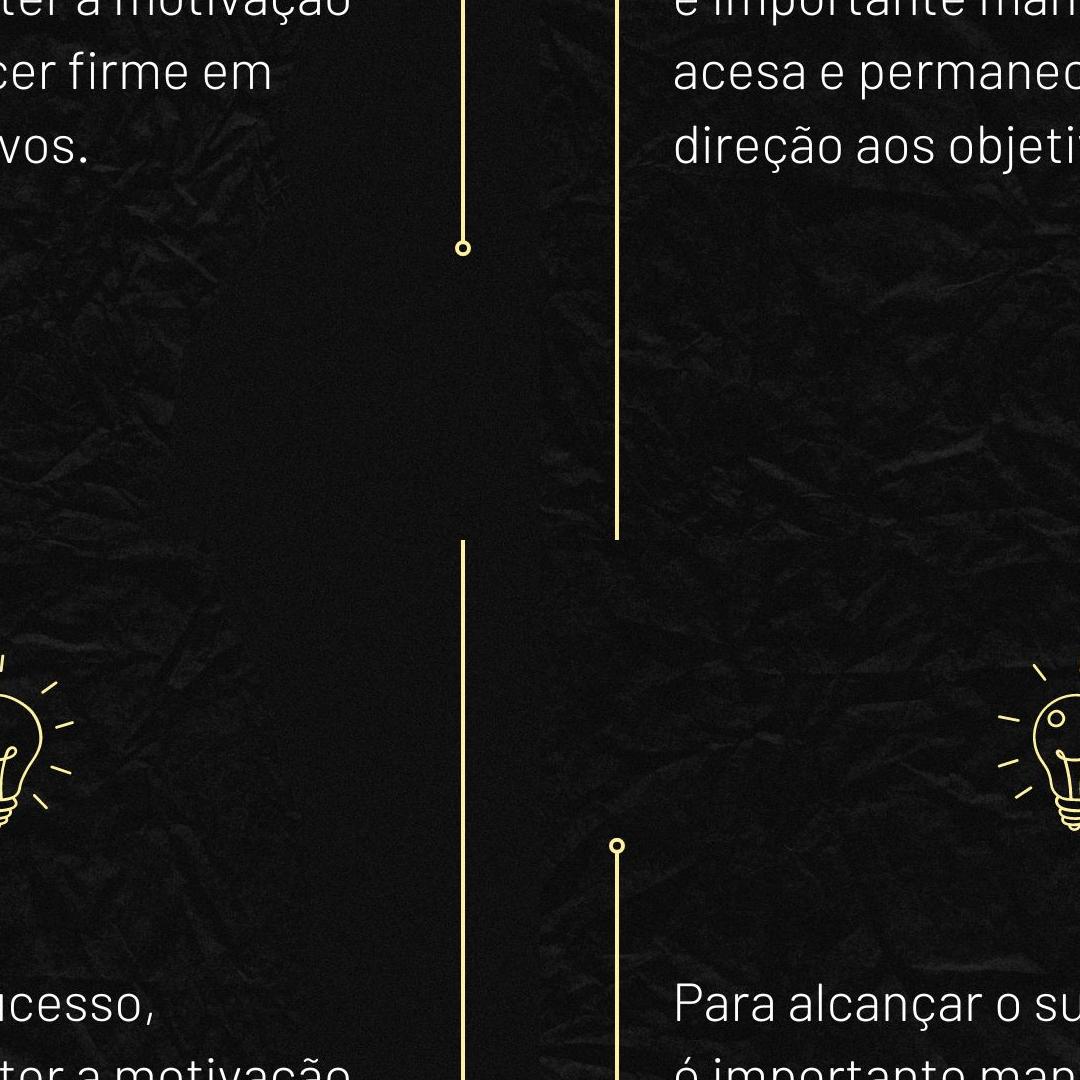 ter a motivação
cer firme em
vos.
é importante man
acesa e permanec
direção aos objeti
ucesso,
ter a motivação
Para alcançar o su
é importante man